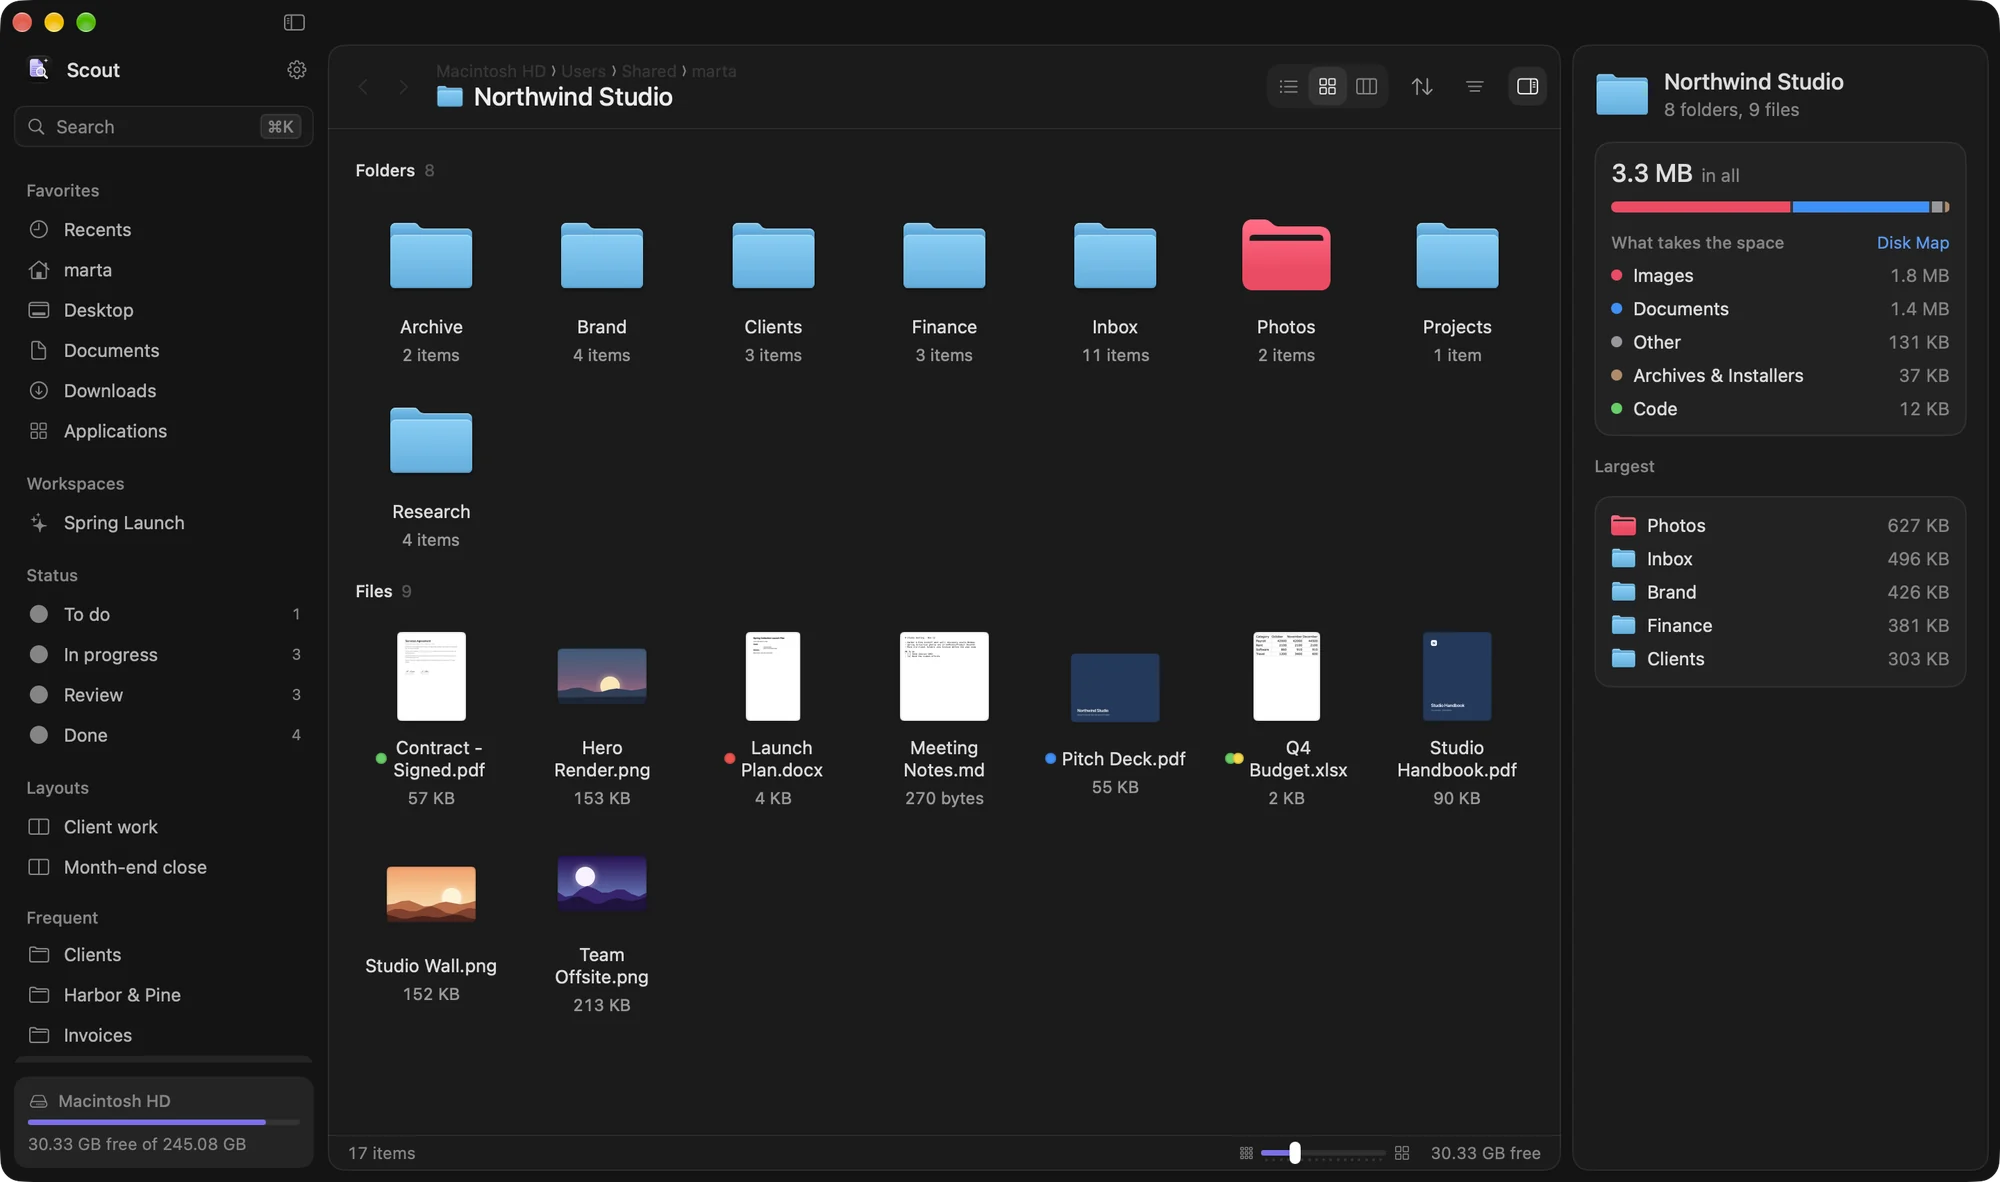 Scout
Search ⌘K
Favorites
Recents
marta
Desktop
Documents
Downloads
Applications
Workspaces
Spring Launch
Status
To do 1
In progress 3
Review 3
Done 4
Layouts
Client work
Month-end close
Frequent
Clients
Harbor & Pine
Invoices
Macintosh HD
30.33 GB free of 245.08 GB
Macintosh HD › Users › Shared › marta
Northwind Studio
Folders 8
Archive
2 items
Brand
4 items
Clients
3 items
Finance
3 items
Inbox
11 items
Photos
2 items
Projects
1 item
Research
4 items
Files 9
Contract -
Signed.pdf
57 KB
Hero
Render.png
153 KB
Launch
Plan.docx
4 KB
Meeting
Notes.md
270 bytes
Northwind Studio
Pitch Deck.pdf
55 KB
Q4
Budget.xlsx
2 KB
Studio Handbook
Studio
Handbook.pdf
90 KB
Studio Wall.png
152 KB
Team
Offsite.png
213 KB
17 items
30.33 GB free
Northwind Studio
8 folders, 9 files
3.3 MB in all
What takes the space Disk Map
Images 1.8 MB
Documents 1.4 MB
Other 131 KB
Archives & Installers 37 KB
Code 12 KB
Largest
Photos 627 KB
Inbox 496 KB
Brand 426 KB
Finance 381 KB
Clients 303 KB